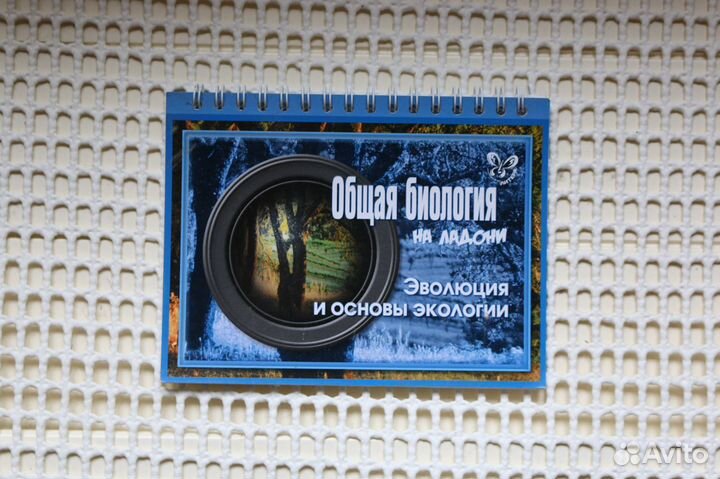 Общая биология
на ладони
Эволюция
и основы экологии
Avito